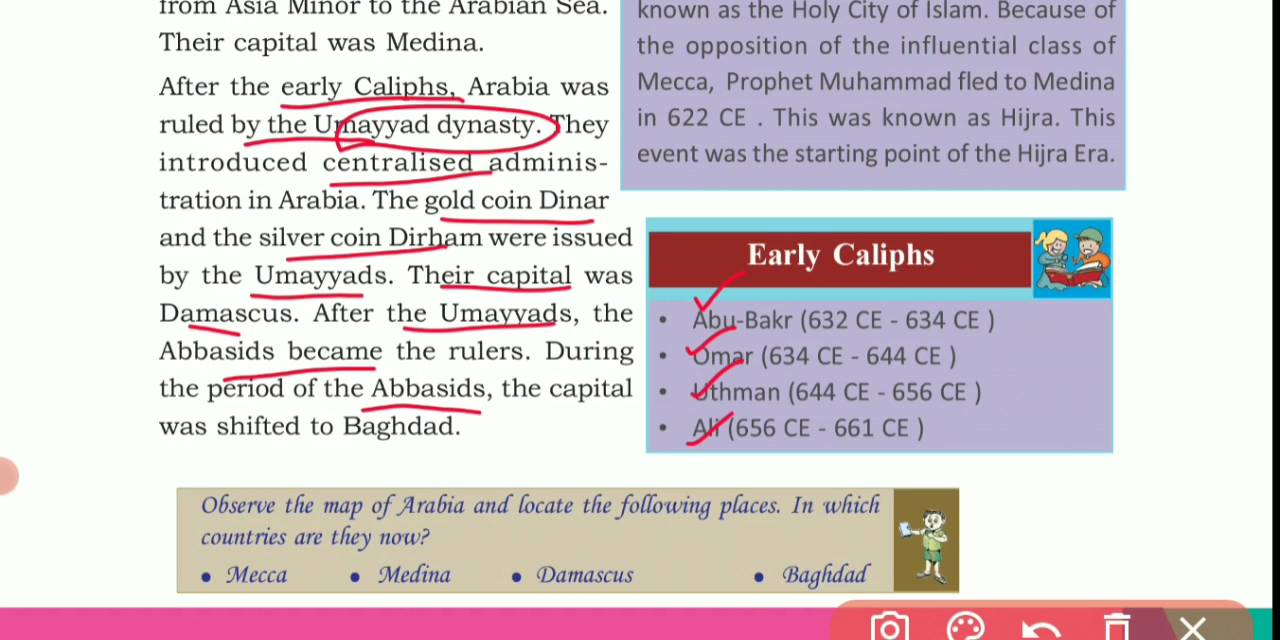 from Asia Minor to the Arabian Sea.
Their capital was Medina.
After the early Caliphs, Arabia was
ruled by the Umayyad dynasty. They
introduced centralised adminis-
tration in Arabia. The gold coin Dinar
and the silver coin Dirham were issued
by the Umayyads. Their capital was
Damascus. After the Umayyads, the
Abbasids became the rulers. During
the period of the Abbasids, the capital
was shifted to Baghdad.
known as the Holy City of Islam. Because of
the opposition of the influential class of
Mecca, Prophet Muhammad fled to Medina
in 622 CE . This was known as Hijra. This
event was the starting point of the Hijra Era.
Early Caliphs
• Abu-Bakr (632 CE - 634 CE )
• Omar (634 CE - 644 CE )
• Uthman (644 CE - 656 CE )
• Ali (656 CE - 661 CE )
Observe the map of Arabia and locate the following places. In which
countries are they now?
• Mecca • Medina • Damascus • Baghdad